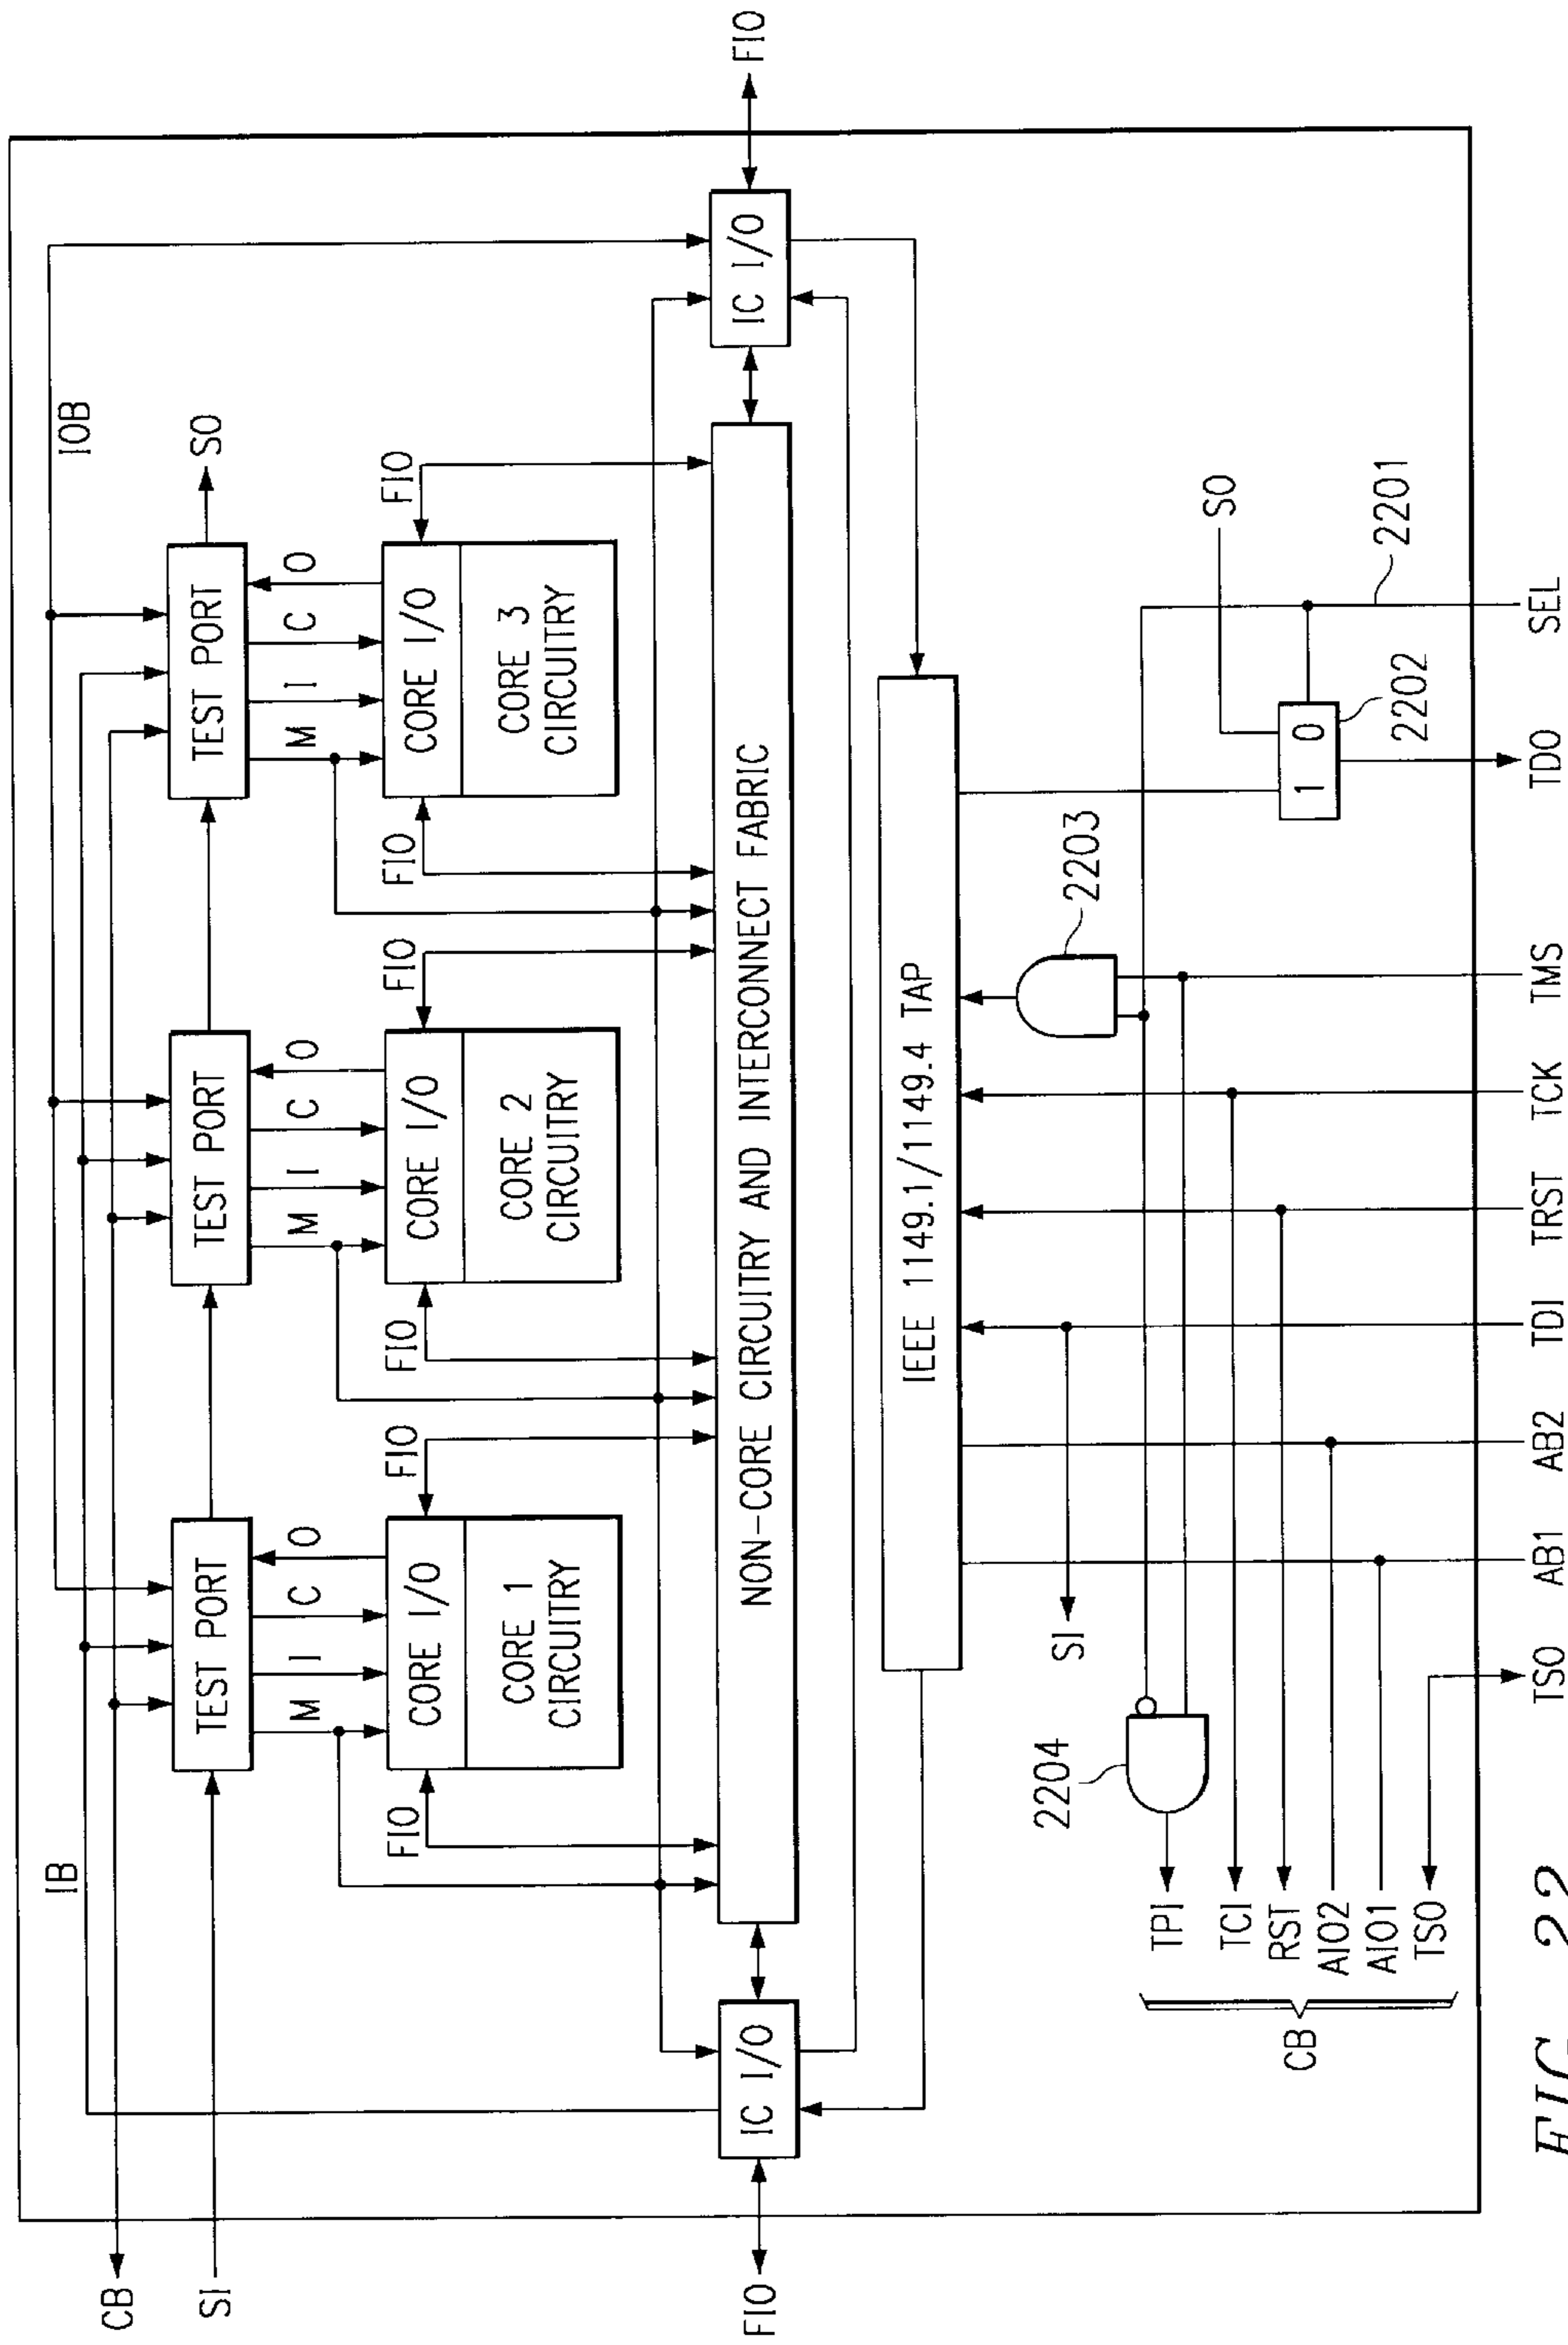 IB
IOB
CB
SI
TEST PORT
TEST PORT
TEST PORT
SO
M I C O
M I C O
M I C O
FIO
CORE I/O
FIO
FIO
CORE I/O
FIO
FIO
CORE I/O
FIO
CORE 1
CIRCUITRY
CORE 2
CIRCUITRY
CORE 3
CIRCUITRY
FIO
IC I/O
NON-CORE CIRCUITRY AND INTERCONNECT FABRIC
IC I/O
FIO
IEEE 1149.1/1149.4 TAP
2204
SI
2203
SO
TPI
1 0
2201
TCI
2202
RST
AIO2
AIO1
TSO
CB
TSO AB1 AB2 TDI TRST TCK TMS TDO SEL
FIG. 22